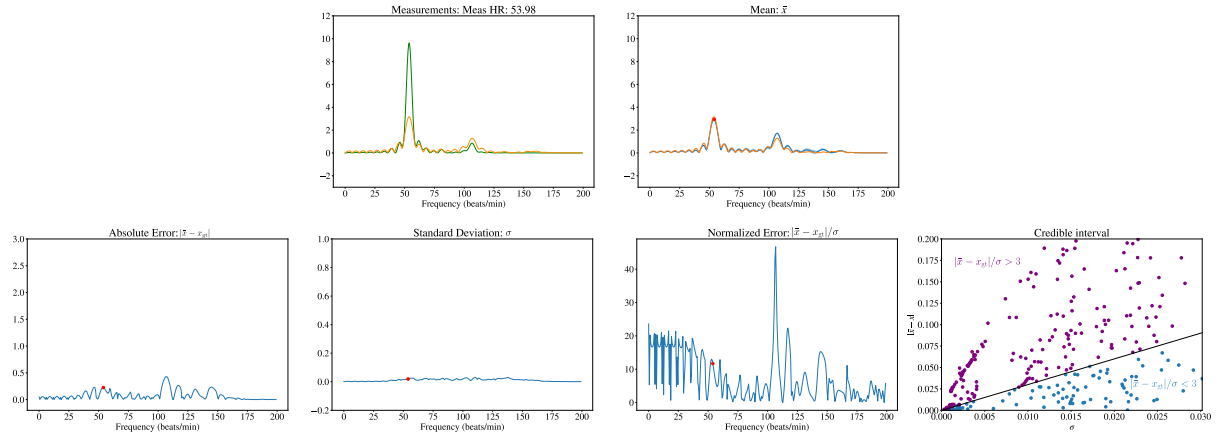 Measurements: Meas HR: 53.98
12
10
8
6
4
2
0
−2
0 25 50 75 100 125 150 175 200
Frequency (beats/min)
Mean: x̄
12
10
8
6
4
2
0
−2
0 25 50 75 100 125 150 175 200
Frequency (beats/min)
Absolute Error: |x̄ − x_gt|
3.0
2.5
2.0
1.5
1.0
0.5
0.0
0 25 50 75 100 125 150 175 200
Frequency (beats/min)
Standard Deviation: σ
1.0
0.8
0.6
0.4
0.2
0.0
−0.2
0 25 50 75 100 125 150 175 200
Frequency (beats/min)
Normalized Error: |x̄ − x_gt|/σ
40
30
20
10
0
0 25 50 75 100 125 150 175 200
Frequency (beats/min)
Credible interval
0.200
0.175
0.150
0.125
0.100
0.075
0.050
0.025
0.000
|x̄ − x|
|x̄ − x_gt|/σ > 3
|x̄ − x_gt|/σ < 3
0.000 0.005 0.010 0.015 0.020 0.025 0.030
σ